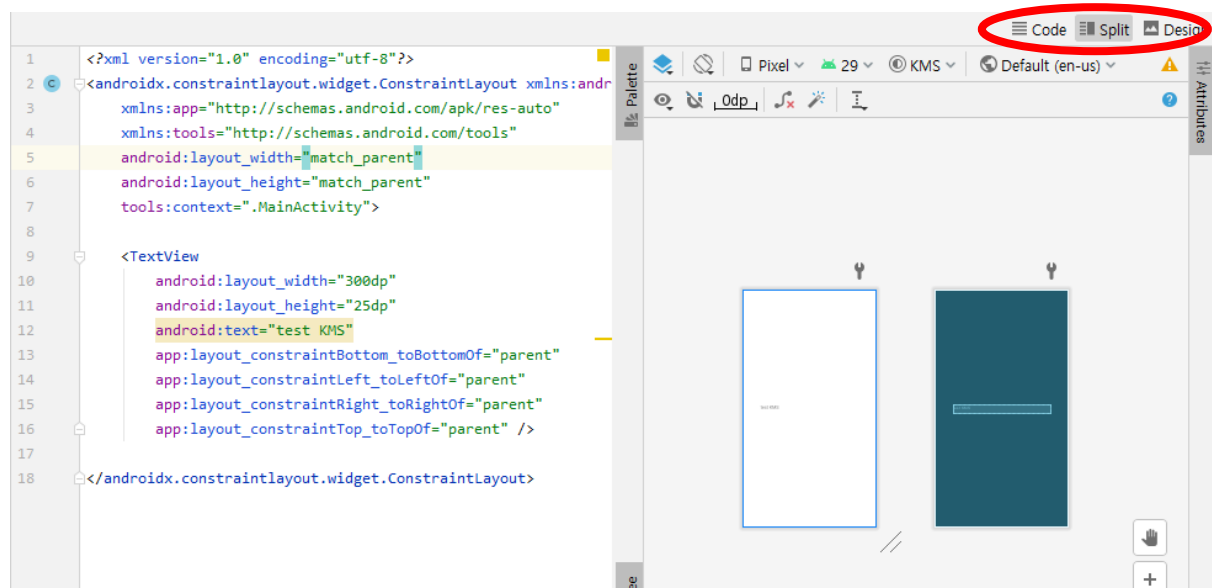 Code Split Desig
Palette
Pixel 29 KMS Default (en-us)
0dp
Attributes
1 <?xml version="1.0" encoding="utf-8"?>
2 C <androidx.constraintlayout.widget.ConstraintLayout xmlns:andr
3 xmlns:app="http://schemas.android.com/apk/res-auto"
4 xmlns:tools="http://schemas.android.com/tools"
5 android:layout_width="match_parent"
6 android:layout_height="match_parent"
7 tools:context=".MainActivity">
8
9 <TextView
10 android:layout_width="300dp"
11 android:layout_height="25dp"
12 android:text="test KMS"
13 app:layout_constraintBottom_toBottomOf="parent"
14 app:layout_constraintLeft_toLeftOf="parent"
15 app:layout_constraintRight_toRightOf="parent"
16 app:layout_constraintTop_toTopOf="parent" />
17
18 </androidx.constraintlayout.widget.ConstraintLayout>
test KMS